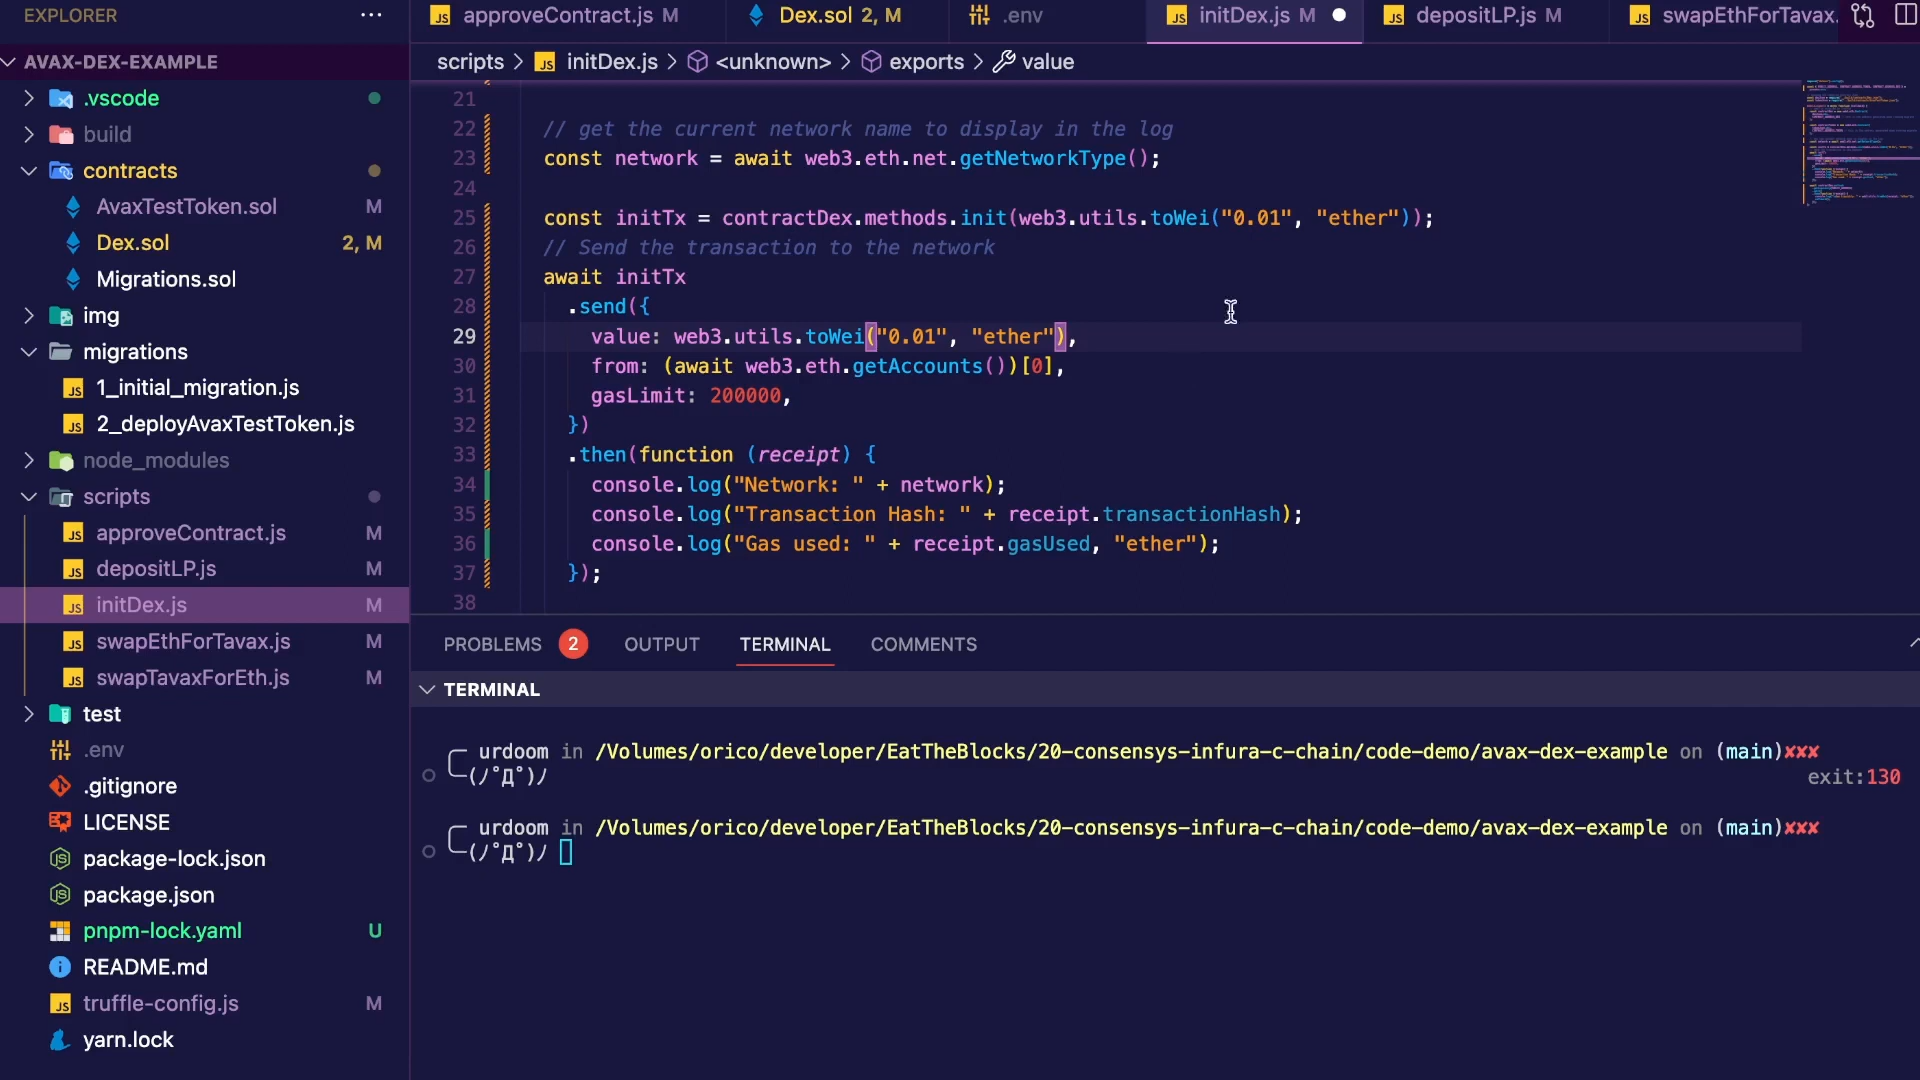 EXPLORER
···
AVAX-DEX-EXAMPLE
.vscode
build
contracts
AvaxTestToken.sol M
Dex.sol 2, M
Migrations.sol
img
migrations
1_initial_migration.js
2_deployAvaxTestToken.js
node_modules
scripts
approveContract.js M
depositLP.js M
initDex.js M
swapEthForTavax.js M
swapTavaxForEth.js M
test
.env
.gitignore
LICENSE
package-lock.json
package.json
pnpm-lock.yaml U
README.md
truffle-config.js M
yarn.lock
approveContract.js M
Dex.sol 2, M
.env
initDex.js M
depositLP.js M
swapEthForTavax.
scripts > initDex.js > <unknown> > exports > value
21
22 // get the current network name to display in the log
23 const network = await web3.eth.net.getNetworkType();
24
25 const initTx = contractDex.methods.init(web3.utils.toWei("0.01", "ether"));
26 // Send the transaction to the network
27 await initTx
28 .send({
29 value: web3.utils.toWei("0.01", "ether"),
30 from: (await web3.eth.getAccounts())[0],
31 gasLimit: 200000,
32 })
33 .then(function (receipt) {
34 console.log("Network: " + network);
35 console.log("Transaction Hash: " + receipt.transactionHash);
36 console.log("Gas used: " + receipt.gasUsed, "ether");
37 });
38
PROBLEMS 2 OUTPUT TERMINAL COMMENTS
TERMINAL
urdoom in /Volumes/orico/developer/EatTheBlocks/20-consensys-infura-c-chain/code-demo/avax-dex-example on (main)✘✘✘
(ﾉ˚Д˚)ﾉ exit:130
urdoom in /Volumes/orico/developer/EatTheBlocks/20-consensys-infura-c-chain/code-demo/avax-dex-example on (main)✘✘✘
(ﾉ˚Д˚)ﾉ